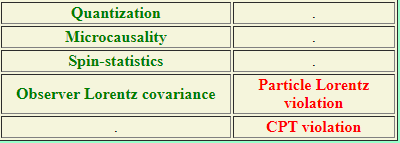 Quantization .
Microcausality .
Spin-statistics .
Observer Lorentz covariance Particle Lorentz
violation
. CPT violation